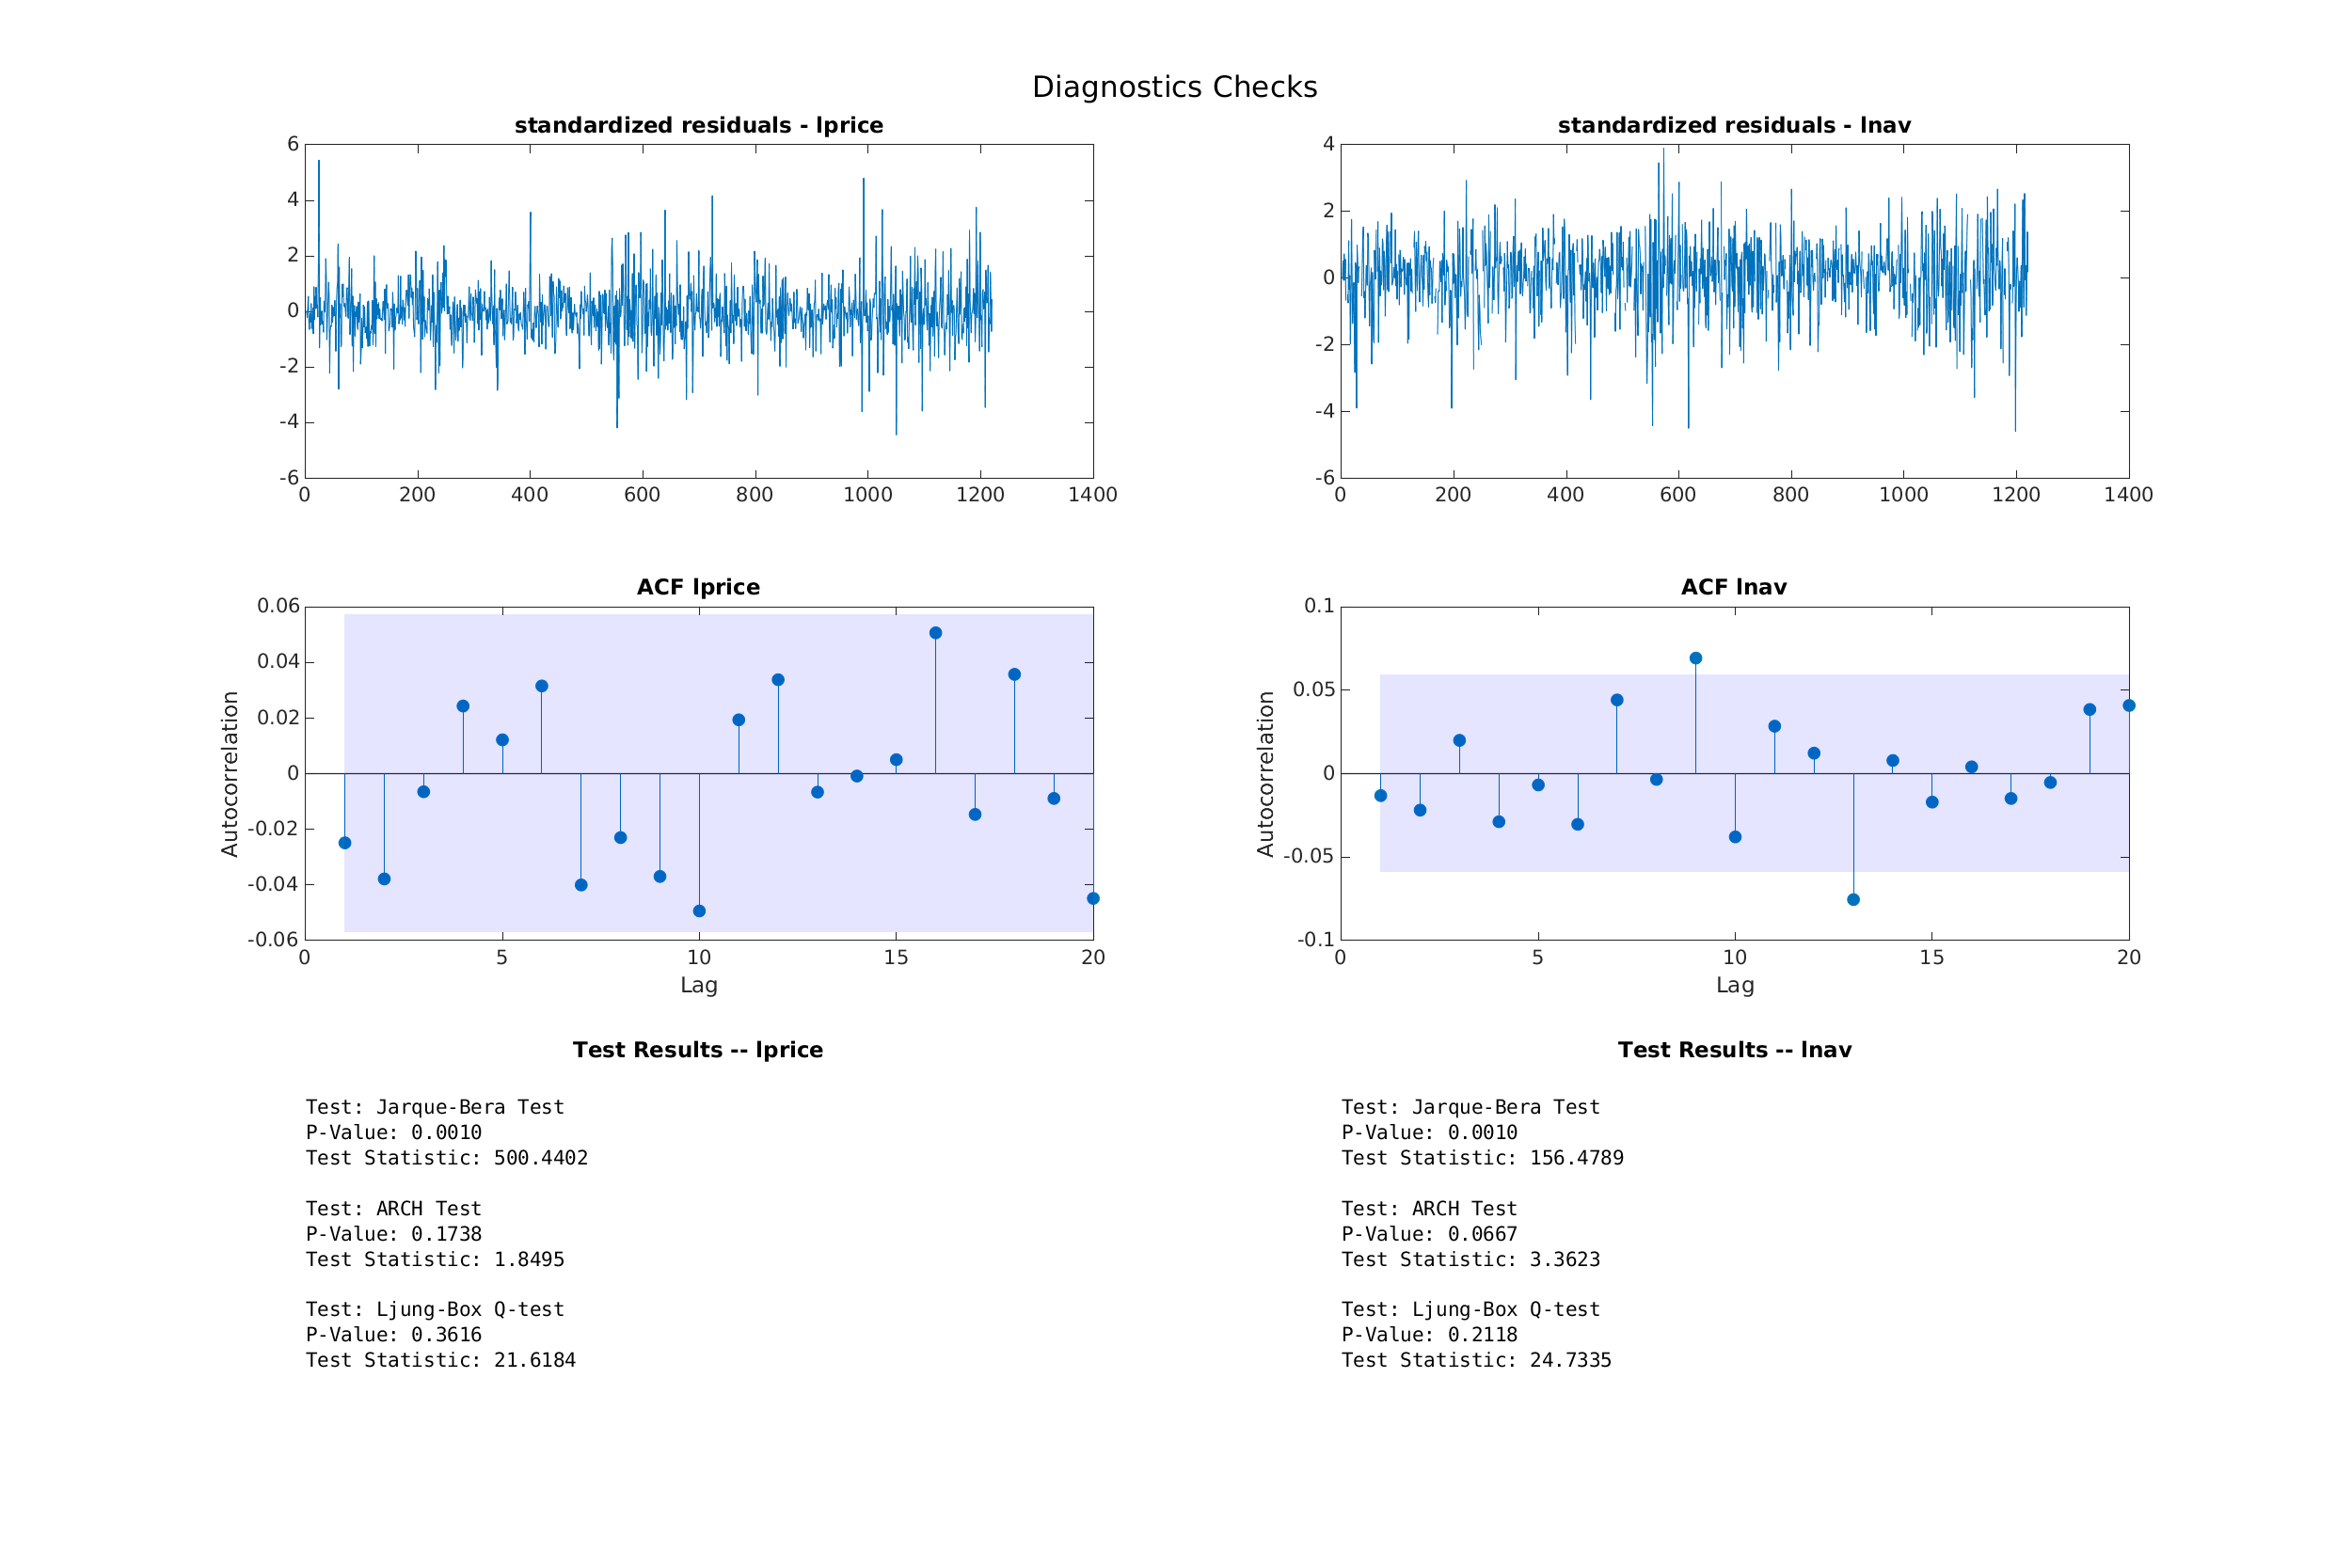 Diagnostics Checks
standardized residuals - lprice
6
4
2
0
-2
-4
-6
0 200 400 600 800 1000 1200 1400
standardized residuals - lnav
4
2
0
-2
-4
-6
0 200 400 600 800 1000 1200 1400
ACF lprice
Autocorrelation
0.06
0.04
0.02
0
-0.02
-0.04
-0.06
0 5 10 15 20
Lag
ACF lnav
Autocorrelation
0.1
0.05
0
-0.05
-0.1
0 5 10 15 20
Lag
Test Results -- lprice
Test: Jarque-Bera Test
P-Value: 0.0010
Test Statistic: 500.4402
Test: ARCH Test
P-Value: 0.1738
Test Statistic: 1.8495
Test: Ljung-Box Q-test
P-Value: 0.3616
Test Statistic: 21.6184
Test Results -- lnav
Test: Jarque-Bera Test
P-Value: 0.0010
Test Statistic: 156.4789
Test: ARCH Test
P-Value: 0.0667
Test Statistic: 3.3623
Test: Ljung-Box Q-test
P-Value: 0.2118
Test Statistic: 24.7335